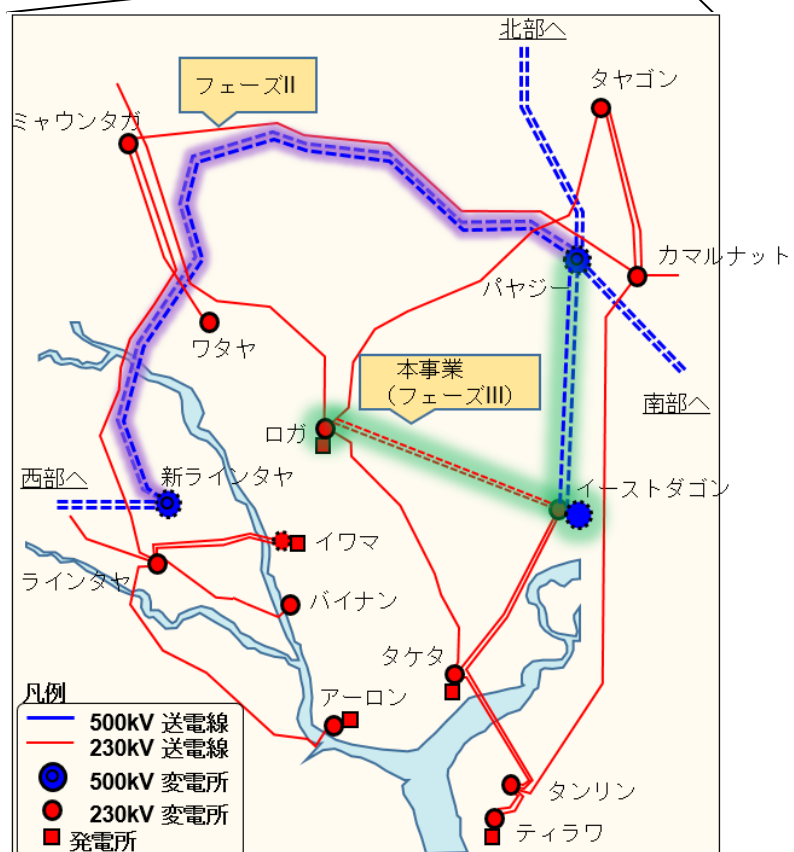 北部へ
タヤゴン
フェーズII
ミャウンタガ
カマルナット
パヤジー
ワタヤ
本事業
（フェーズIII）
南部へ
ロガ
西部へ
新ラインタヤ
イーストダゴン
イワマ
ラインタヤ
バイナン
タケタ
アーロン
凡例
500kV 送電線
230kV 送電線
500kV 変電所
230kV 変電所
発電所
タンリン
ティラワ